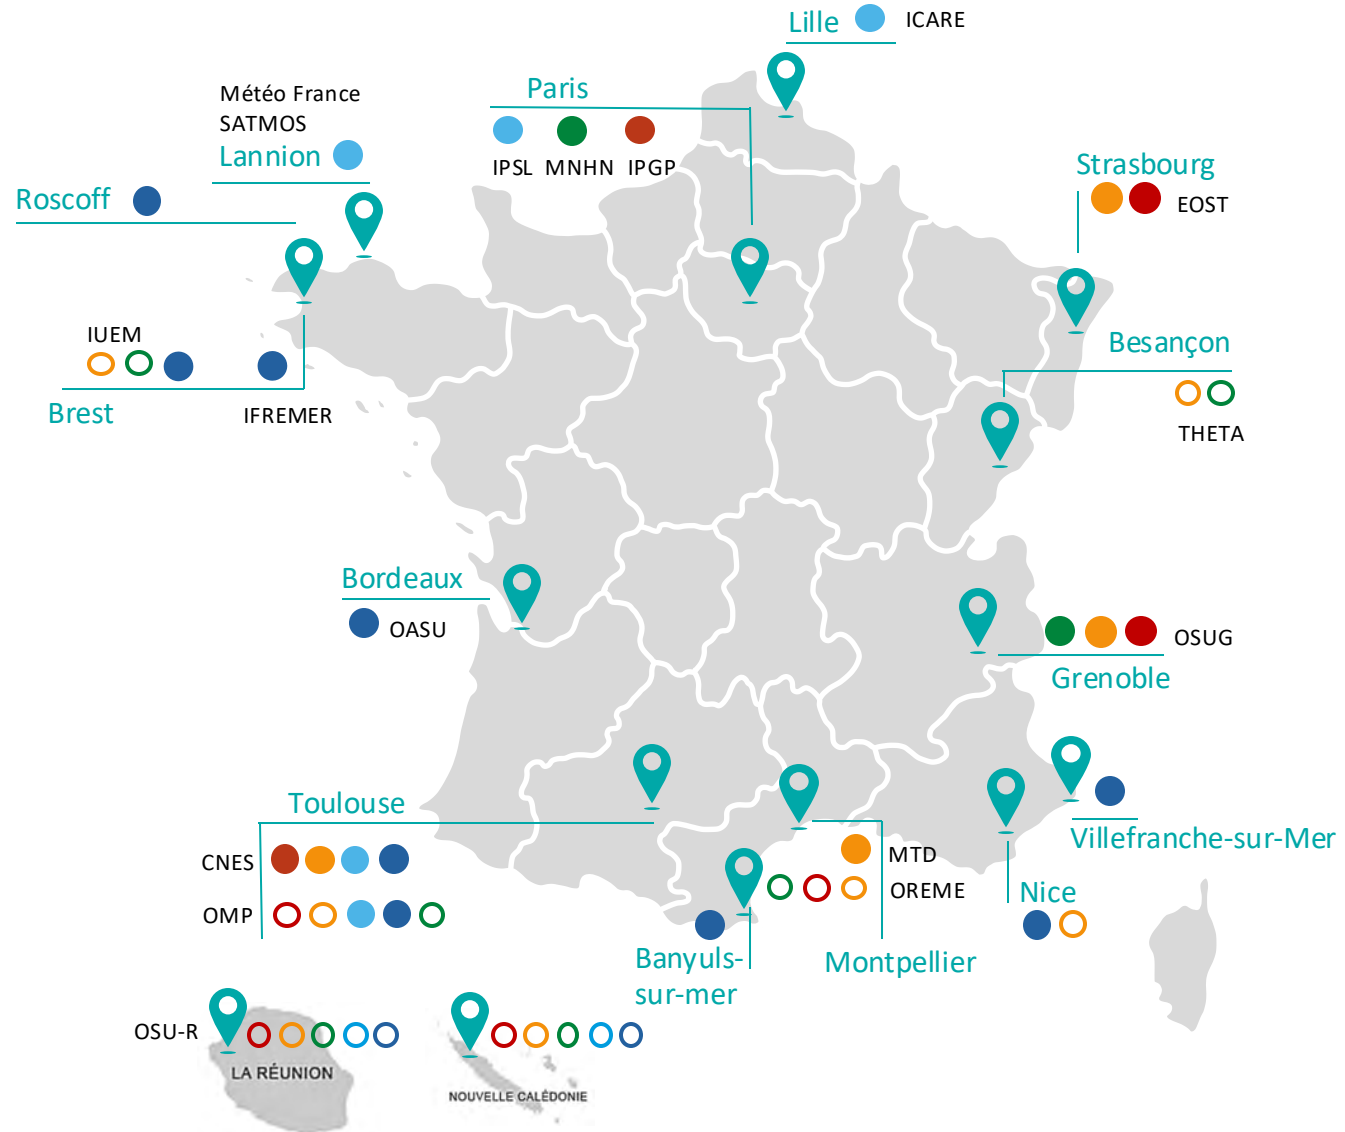 Lille
ICARE
Météo France
SATMOS
Lannion
Paris
IPSL MNHN IPGP
Strasbourg
EOST
Roscoff
IUEM
Brest
IFREMER
Besançon
THETA
Bordeaux
OASU
OSUG
Grenoble
Toulouse
CNES
OMP
Villefranche-sur-Mer
MTD
OREME
Nice
Banyuls-
sur-mer
Montpellier
OSU-R
LA RÉUNION
NOUVELLE CALÉDONIE